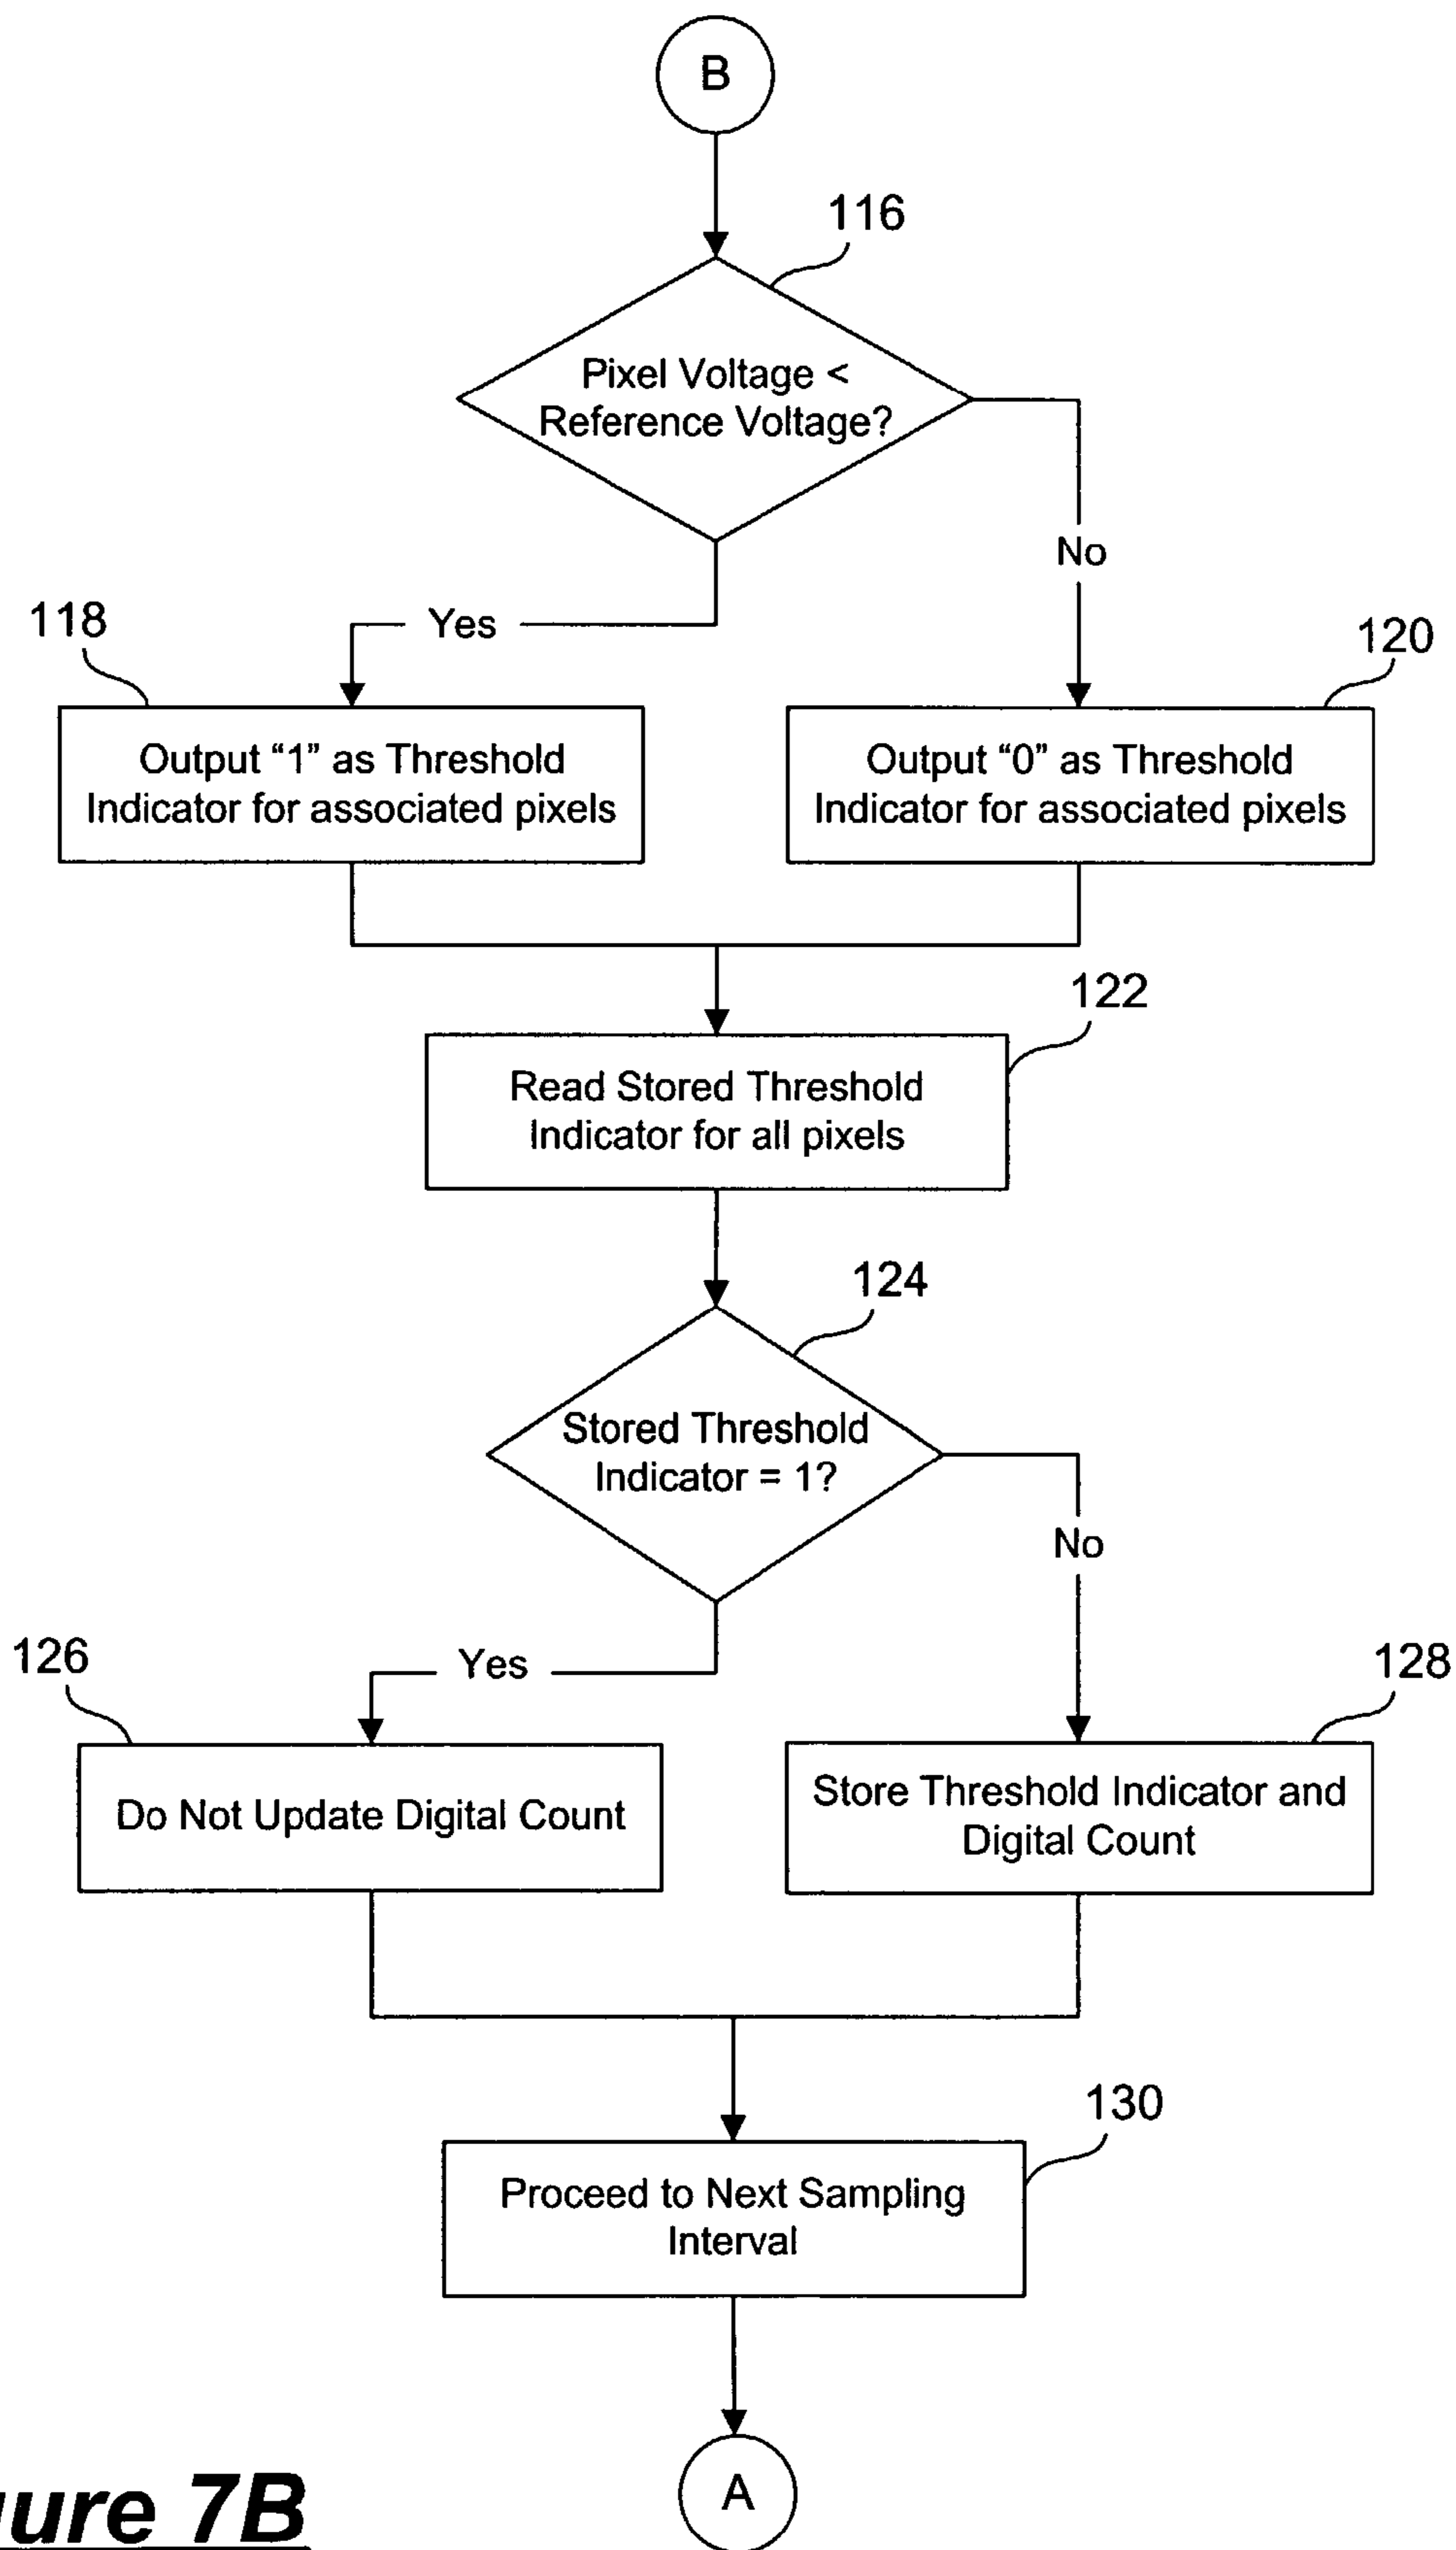 B
116
Pixel Voltage <
Reference Voltage?
No
Yes
118
120
Output “1” as Threshold
Indicator for associated pixels
Output “0” as Threshold
Indicator for associated pixels
122
Read Stored Threshold
Indicator for all pixels
124
Stored Threshold
Indicator = 1?
No
Yes
126
128
Do Not Update Digital Count
Store Threshold Indicator and
Digital Count
130
Proceed to Next Sampling
Interval
A
ure 7B